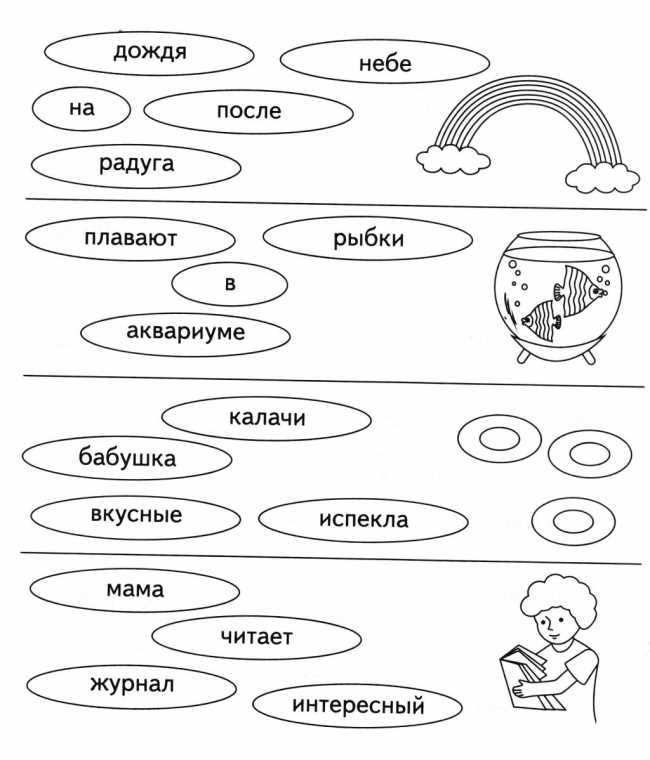 дождя
небе
на
после
радуга
плавают
рыбки
в
аквариуме
калачи
бабушка
вкусные
испекла
мама
читает
журнал
интересный